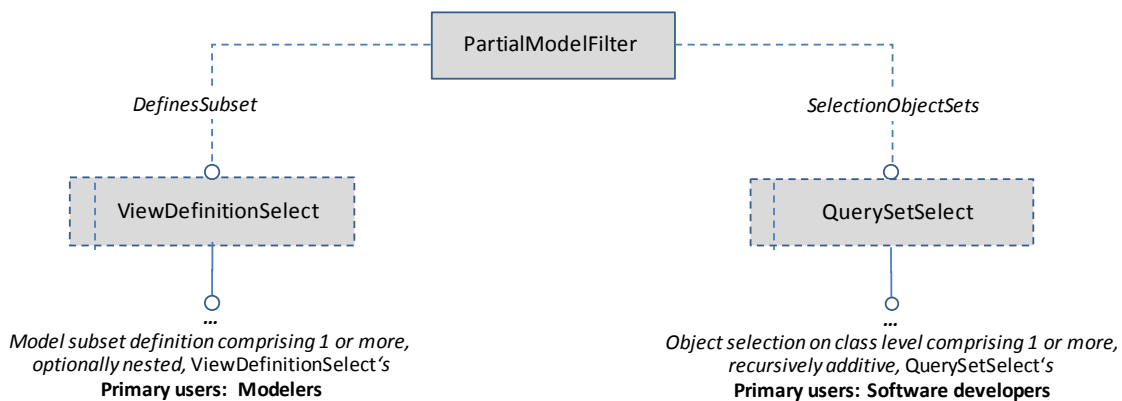 PartialModelFilter
DefinesSubset
SelectionObjectSets
ViewDefinitionSelect
QuerySetSelect
...
Model subset definition comprising 1 or more,
optionally nested, ViewDefinitionSelect‘s
Primary users: Modelers
...
Object selection on class level comprising 1 or more,
recursively additive, QuerySetSelect‘s
Primary users: Software developers